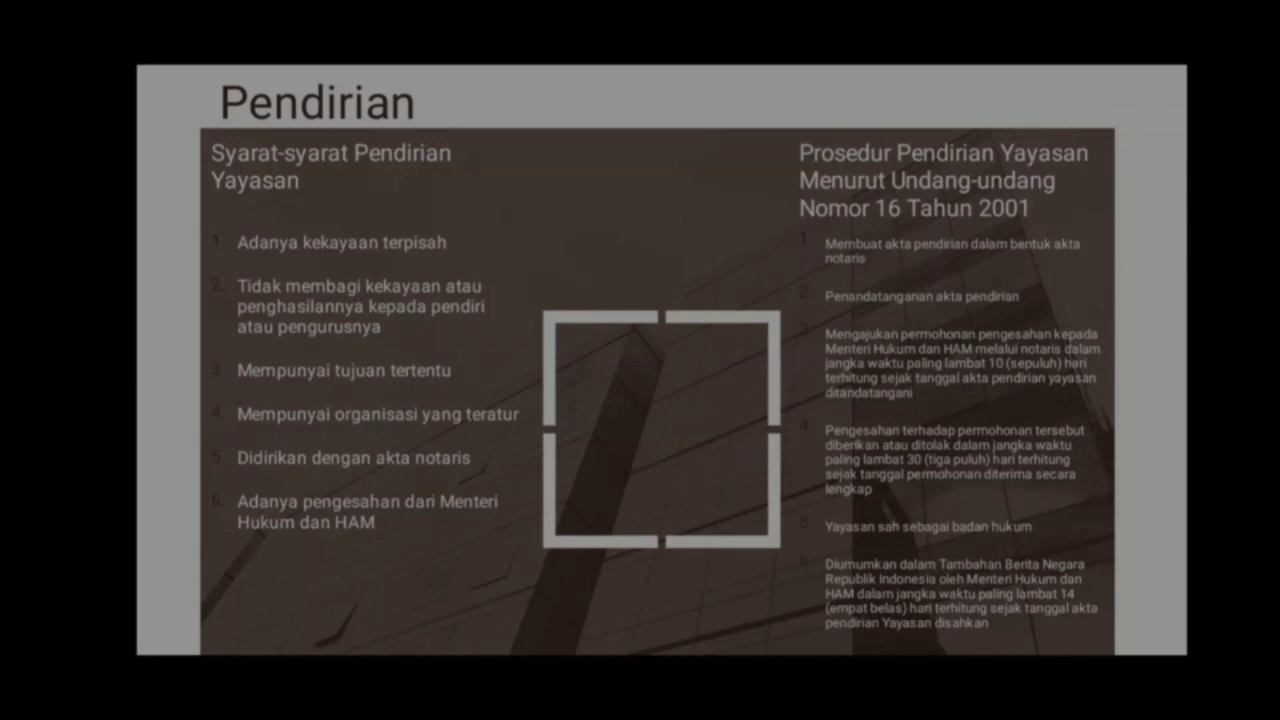 Pendirian
Syarat-syarat Pendirian
Yayasan
1. Adanya kekayaan terpisah
2. Tidak membagi kekayaan atau
penghasilannya kepada pendiri
atau pengurusnya
3. Mempunyai tujuan tertentu
4. Mempunyai organisasi yang teratur
5. Didirikan dengan akta notaris
6. Adanya pengesahan dari Menteri
Hukum dan HAM
Prosedur Pendirian Yayasan
Menurut Undang-undang
Nomor 16 Tahun 2001
1. Membuat akta pendirian dalam bentuk akta
notaris
2. Penandatanganan akta pendirian
3. Mengajukan permohonan pengesahan kepada
Menteri Hukum dan HAM melalui notaris dalam
jangka waktu paling lambat 10 (sepuluh) hari
terhitung sejak tanggal akta pendirian yayasan
ditandatangani
4. Pengesahan terhadap permohonan tersebut
diberikan atau ditolak dalam jangka waktu
paling lambat 30 (tiga puluh) hari terhitung
sejak tanggal permohonan diterima secara
lengkap
5. Yayasan sah sebagai badan hukum
6. Diumumkan dalam Tambahan Berita Negara
Republik Indonesia oleh Menteri Hukum dan
HAM dalam jangka waktu paling lambat 14
(empat belas) hari terhitung sejak tanggal akta
pendirian Yayasan disahkan